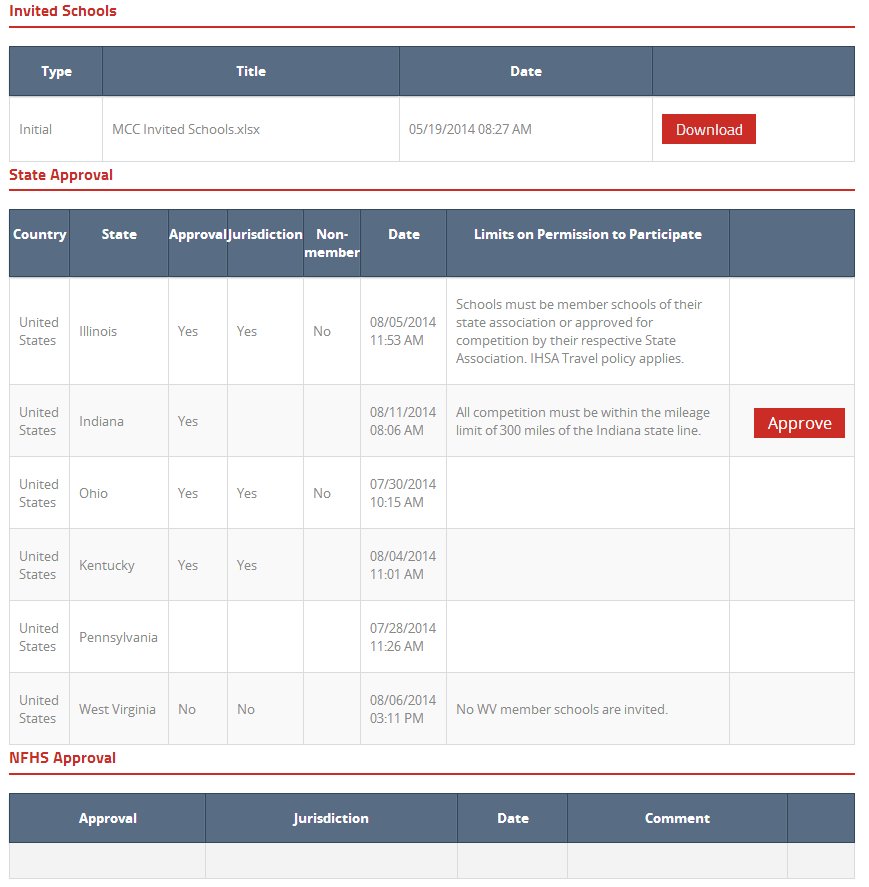 Invited Schools
Type Title Date
Initial MCC Invited Schools.xlsx 05/19/2014 08:27 AM Download
State Approval
Country State Approval Jurisdiction Non-member Date Limits on Permission to Participate
United States Illinois Yes Yes No 08/05/2014 11:53 AM Schools must be member schools of their state association or approved for competition by their respective State Association. IHSA Travel policy applies.
United States Indiana Yes 08/11/2014 08:06 AM All competition must be within the mileage limit of 300 miles of the Indiana state line. Approve
United States Ohio Yes Yes No 07/30/2014 10:15 AM
United States Kentucky Yes Yes 08/04/2014 11:01 AM
United States Pennsylvania 07/28/2014 11:26 AM
United States West Virginia No No 08/06/2014 03:11 PM No WV member schools are invited.
NFHS Approval
Approval Jurisdiction Date Comment